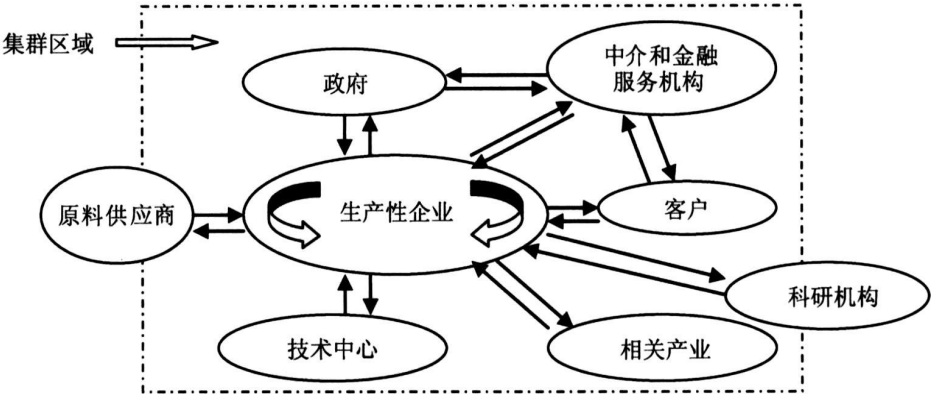 集群区域
政府
中介和金融
服务机构
原料供应商
生产性企业
客户
科研机构
技术中心
相关产业